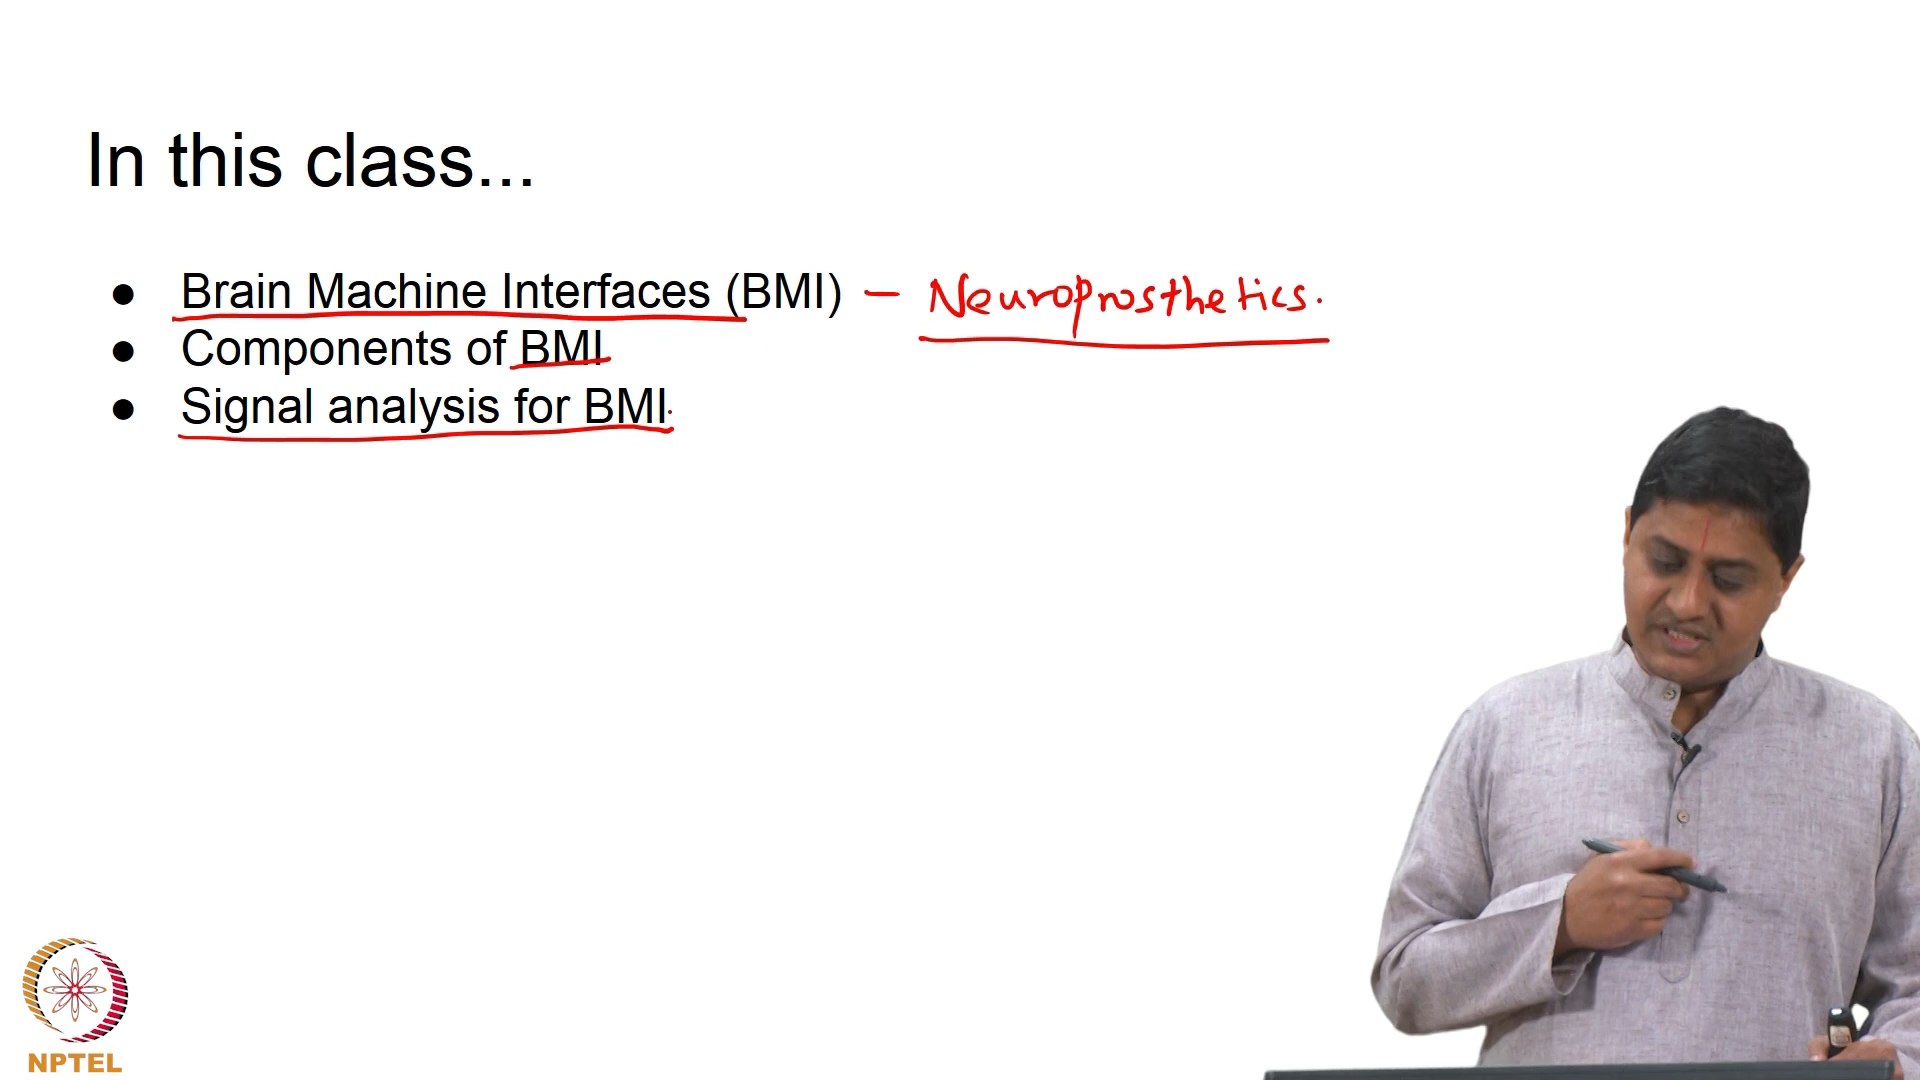 In this class...
● Brain Machine Interfaces (BMI) – Neuroprosthetics.
● Components of BMI
● Signal analysis for BMI
NPTEL